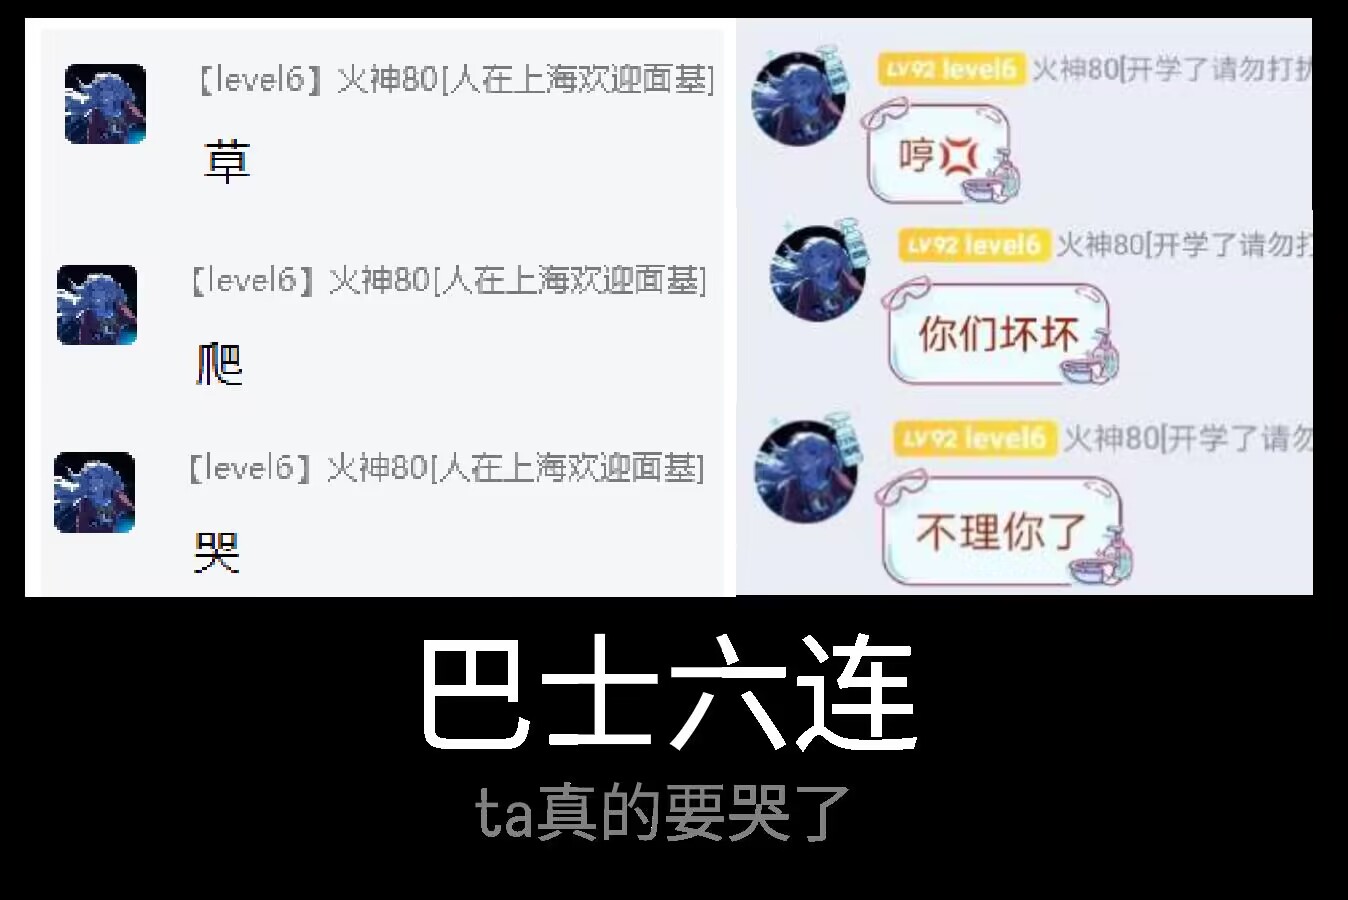 【level6】火神80[人在上海欢迎面基]
草
【level6】火神80[人在上海欢迎面基]
爬
【level6】火神80[人在上海欢迎面基]
哭
LV92 level6 火神80[开学了请勿打扰
哼💢
LV92 level6 火神80[开学了请勿打
你们坏坏
LV92 level6 火神80[开学了请勿
不理你了
巴士六连
ta真的要哭了